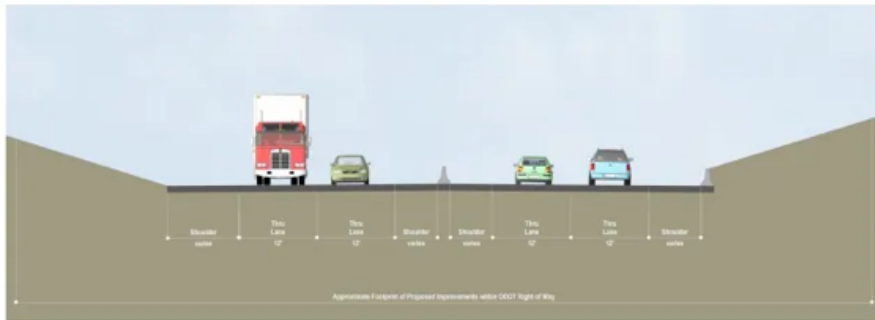 Shoulder
varies
Thru
Lane
12'
Thru
Lane
12'
Shoulder
varies
Shoulder
varies
Thru
Lane
12'
Thru
Lane
12'
Shoulder
varies
Approximate Footprint of Proposed Improvements within Right of Way